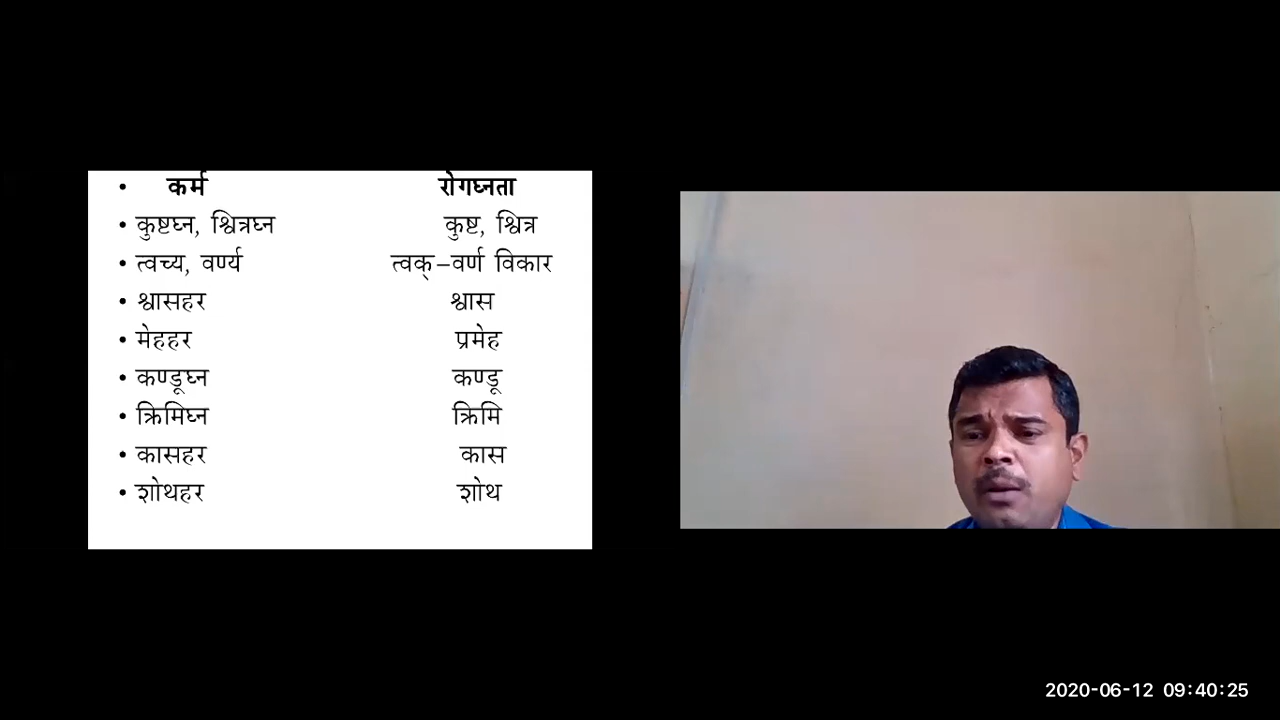 • कर्म रोगघ्नता
• कुष्टघ्न, श्वित्रघ्न कुष्ट, श्वित्र
• त्वच्य, वर्ण्य त्वक्–वर्ण विकार
• श्वासहर श्वास
• मेहहर प्रमेह
• कण्डूघ्न कण्डू
• क्रिमिघ्न क्रिमि
• कासहर कास
• शोथहर शोथ
2020-06-12 09:40:25